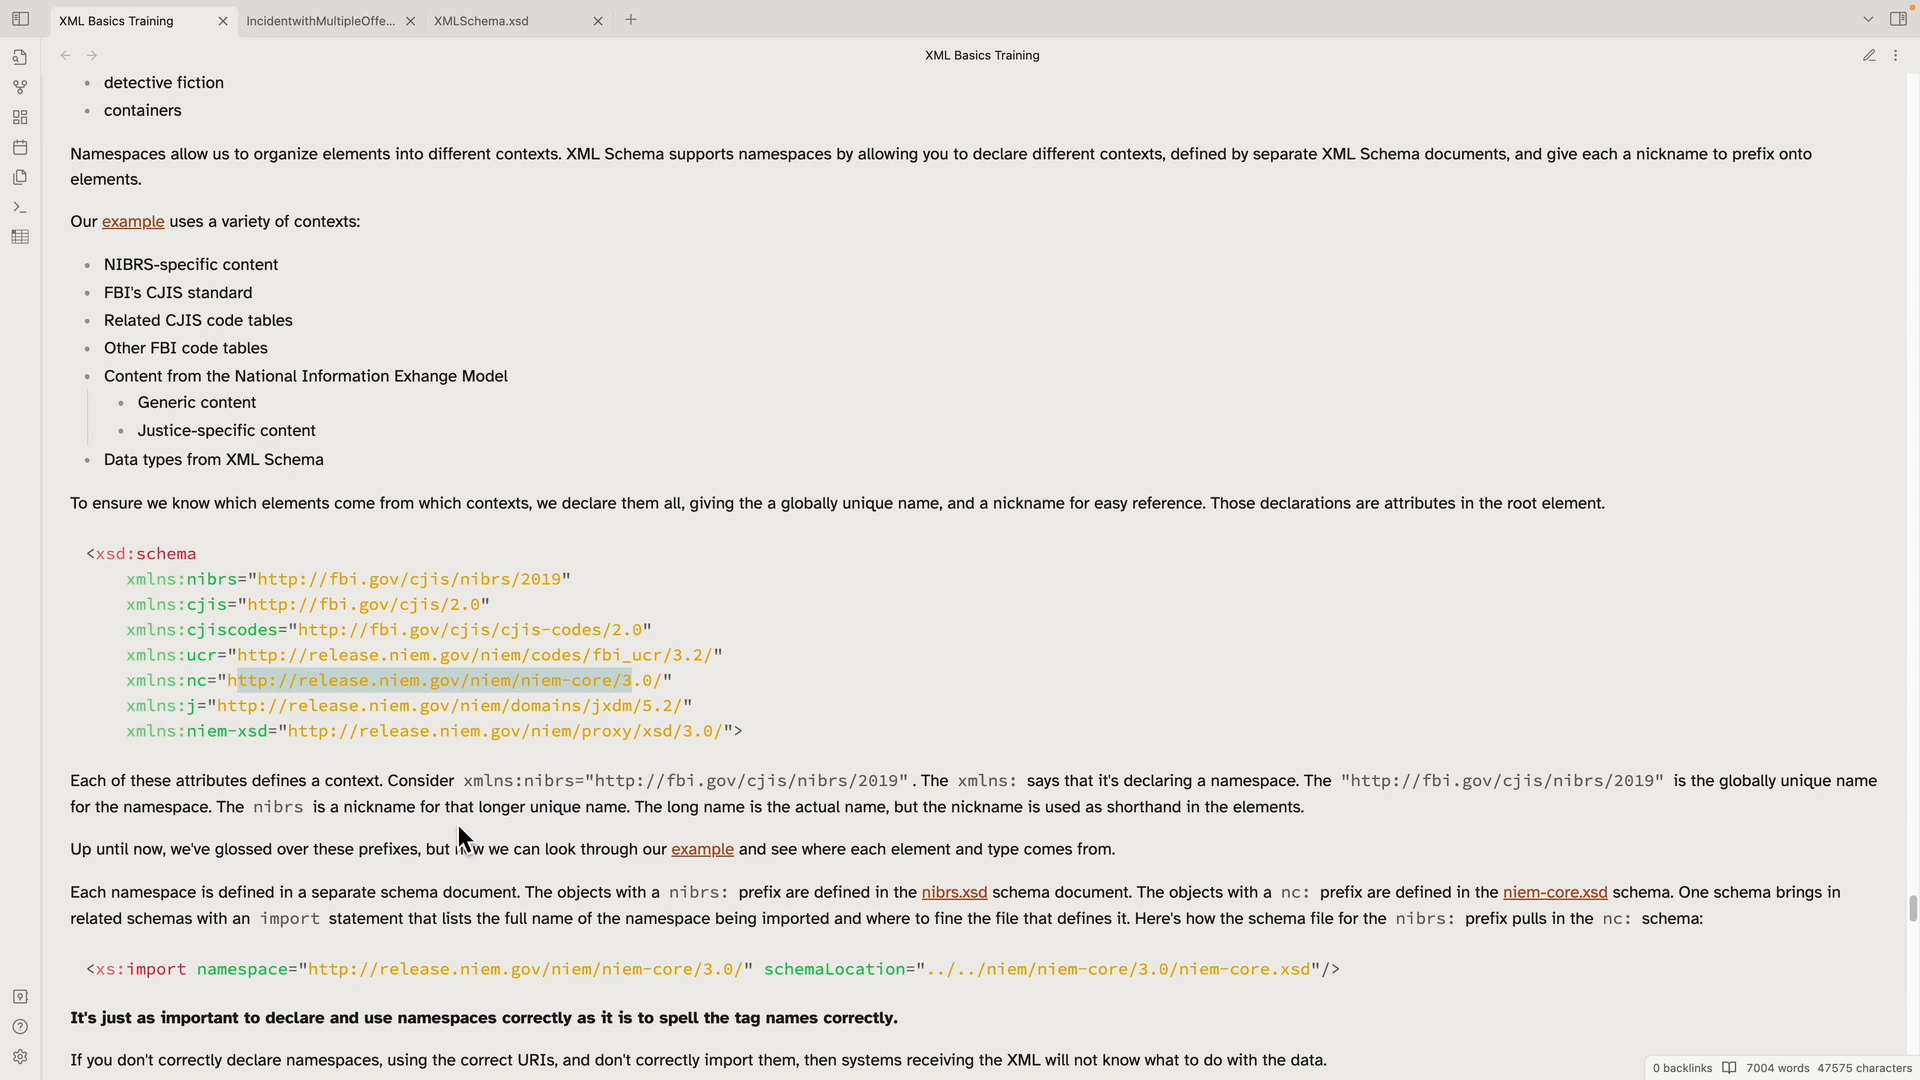 XML Basics Training
IncidentwithMultipleOffe...
XMLSchema.xsd
XML Basics Training
detective fiction
containers
Namespaces allow us to organize elements into different contexts. XML Schema supports namespaces by allowing you to declare different contexts, defined by separate XML Schema documents, and give each a nickname to prefix onto
elements.
Our example uses a variety of contexts:
NIBRS-specific content
FBI's CJIS standard
Related CJIS code tables
Other FBI code tables
Content from the National Information Exhange Model
Generic content
Justice-specific content
Data types from XML Schema
To ensure we know which elements come from which contexts, we declare them all, giving the a globally unique name, and a nickname for easy reference. Those declarations are attributes in the root element.
<xsd:schema
xmlns:nibrs="http://fbi.gov/cjis/nibrs/2019"
xmlns:cjis="http://fbi.gov/cjis/2.0"
xmlns:cjiscodes="http://fbi.gov/cjis/cjis-codes/2.0"
xmlns:ucr="http://release.niem.gov/niem/codes/fbi_ucr/3.2/"
xmlns:nc="http://release.niem.gov/niem/niem-core/3.0/"
xmlns:j="http://release.niem.gov/niem/domains/jxdm/5.2/"
xmlns:niem-xsd="http://release.niem.gov/niem/proxy/xsd/3.0/">
Each of these attributes defines a context. Consider xmlns:nibrs="http://fbi.gov/cjis/nibrs/2019". The xmlns: says that it's declaring a namespace. The "http://fbi.gov/cjis/nibrs/2019" is the globally unique name
for the namespace. The nibrs is a nickname for that longer unique name. The long name is the actual name, but the nickname is used as shorthand in the elements.
Up until now, we've glossed over these prefixes, but now we can look through our example and see where each element and type comes from.
Each namespace is defined in a separate schema document. The objects with a nibrs: prefix are defined in the nibrs.xsd schema document. The objects with a nc: prefix are defined in the niem-core.xsd schema. One schema brings in
related schemas with an import statement that lists the full name of the namespace being imported and where to fine the file that defines it. Here's how the schema file for the nibrs: prefix pulls in the nc: schema:
<xs:import namespace="http://release.niem.gov/niem/niem-core/3.0/" schemaLocation="../../niem/niem-core/3.0/niem-core.xsd"/>
It's just as important to declare and use namespaces correctly as it is to spell the tag names correctly.
If you don't correctly declare namespaces, using the correct URIs, and don't correctly import them, then systems receiving the XML will not know what to do with the data.
0 backlinks 7004 words 47575 characters